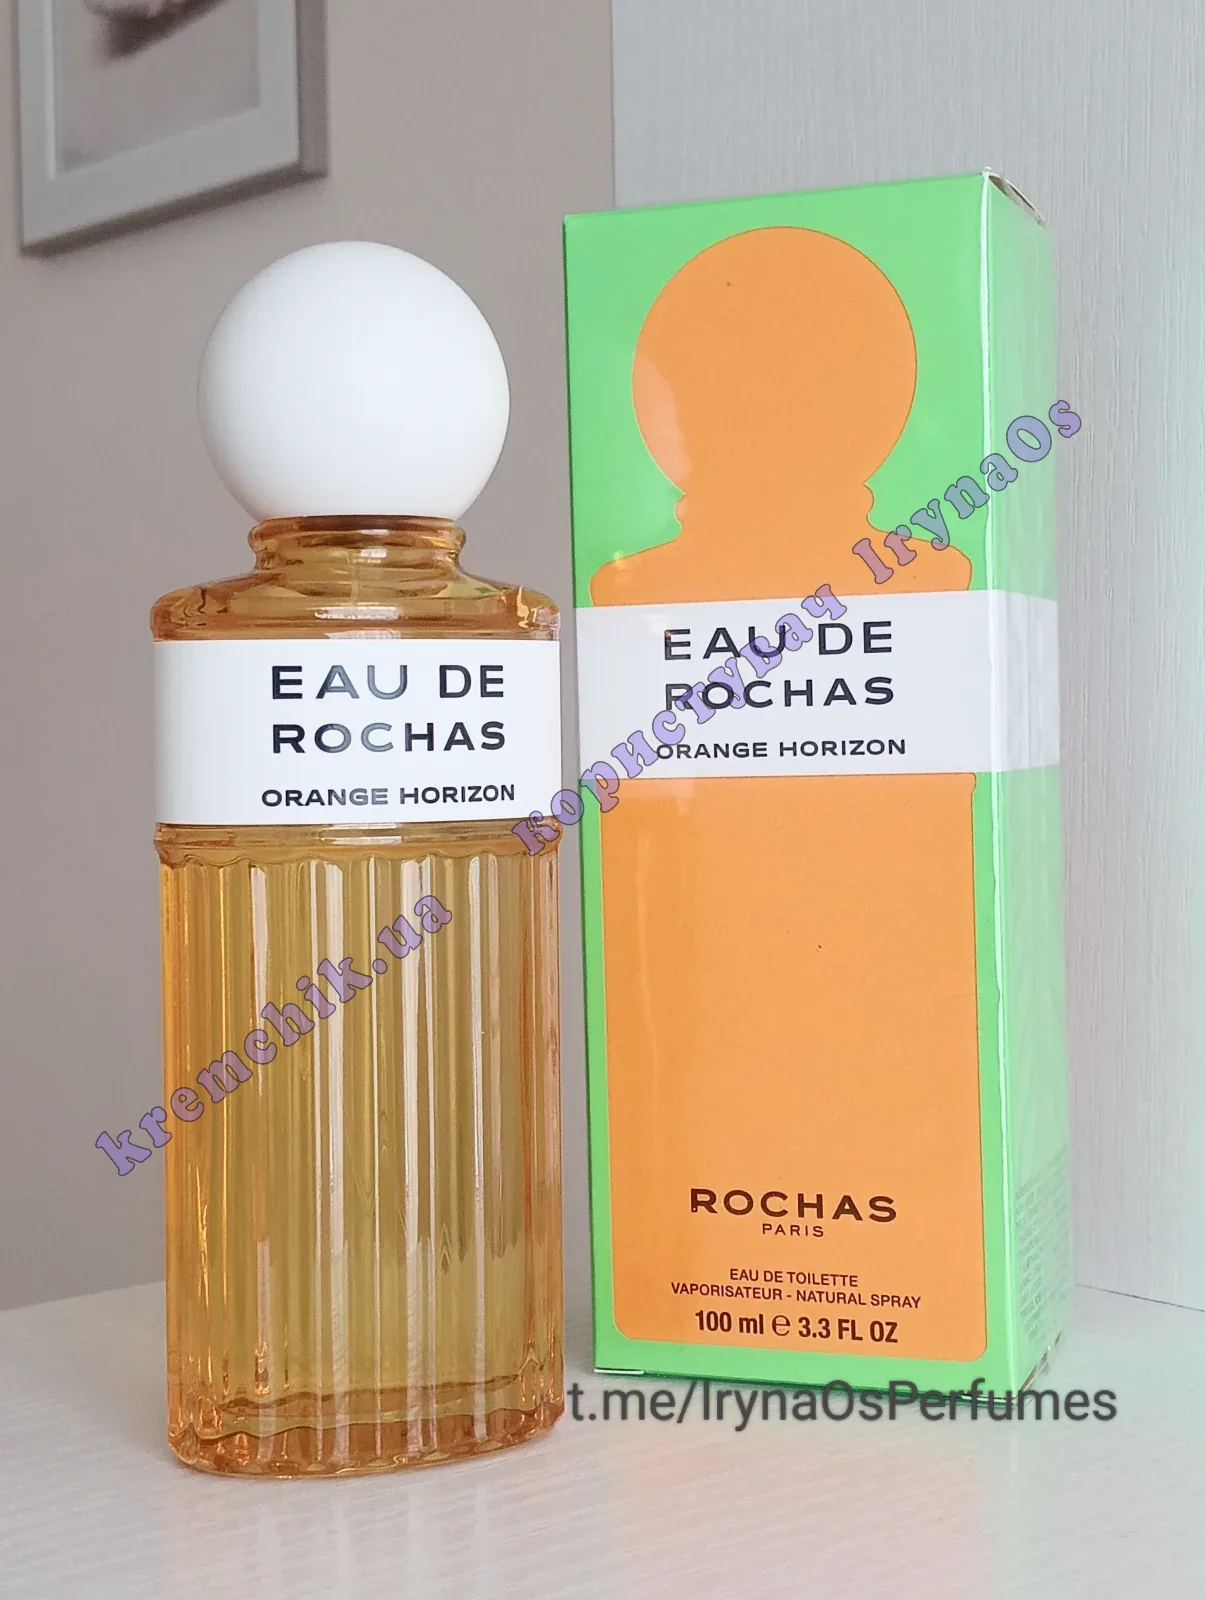 EAU DE
ROCHAS
ORANGE HORIZON
EAU DE
ROCHAS
ORANGE HORIZON
ROCHAS
PARIS
EAU DE TOILETTE
VAPORISATEUR - NATURAL SPRAY
100 ml ℮ 3.3 FL OZ
kremchik.ua
користувач IrynaOs
t.me/IrynaOsPerfumes